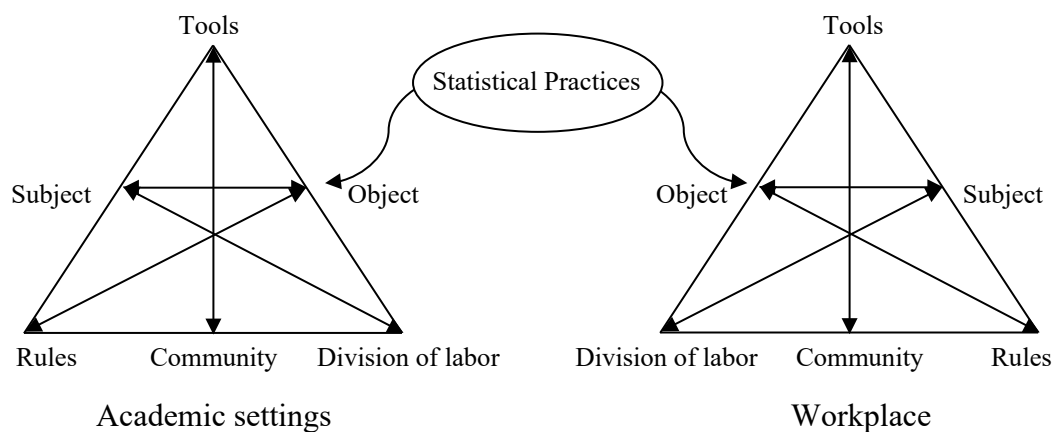 Tools
Tools
Statistical Practices
Subject
Object
Object
Subject
Rules
Community
Division of labor
Division of labor
Community
Rules
Academic settings
Workplace